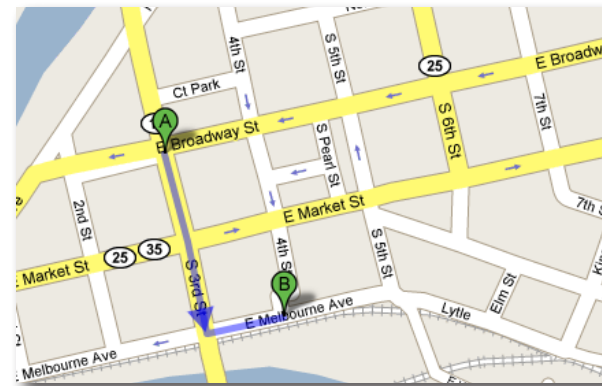 4th St
S 5th St
Ct Park
25
E Broadway
A
E Broadway St
S 6th St
7th St
S Pearl St
2nd St
E Market St
7th St
35
25
E Market St
S 3rd St
4th St
B
S 5th St
Elm St
E Melbourne Ave
Lytle
E Melbourne Ave